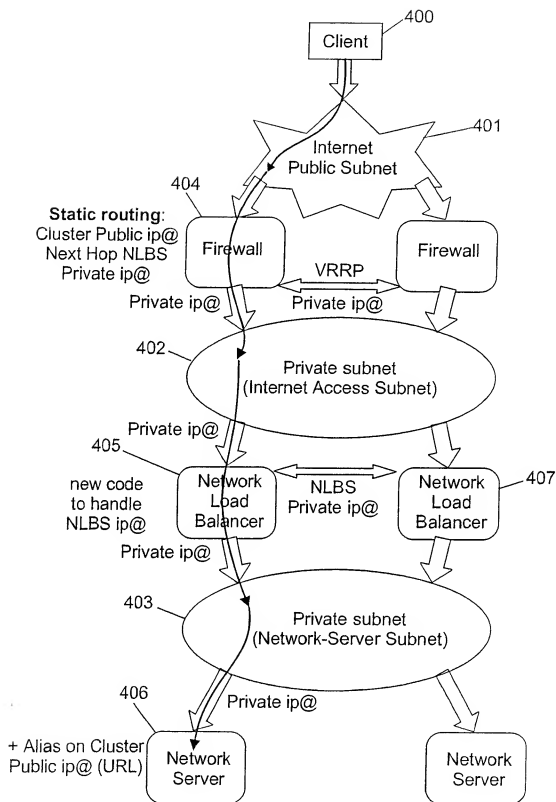 400
Client
401
Internet
Public Subnet
404
Static routing:
Cluster Public ip@
Next Hop NLBS
Private ip@
Firewall
Firewall
VRRP
Private ip@
Private ip@
402
Private subnet
(Internet Access Subnet)
Private ip@
405
407
new code
to handle
NLBS ip@
Network
Load
Balancer
NLBS
Private ip@
Network
Load
Balancer
Private ip@
403
Private subnet
(Network-Server Subnet)
Private ip@
406
+ Alias on Cluster
Public ip@ (URL)
Network
Server
Network
Server